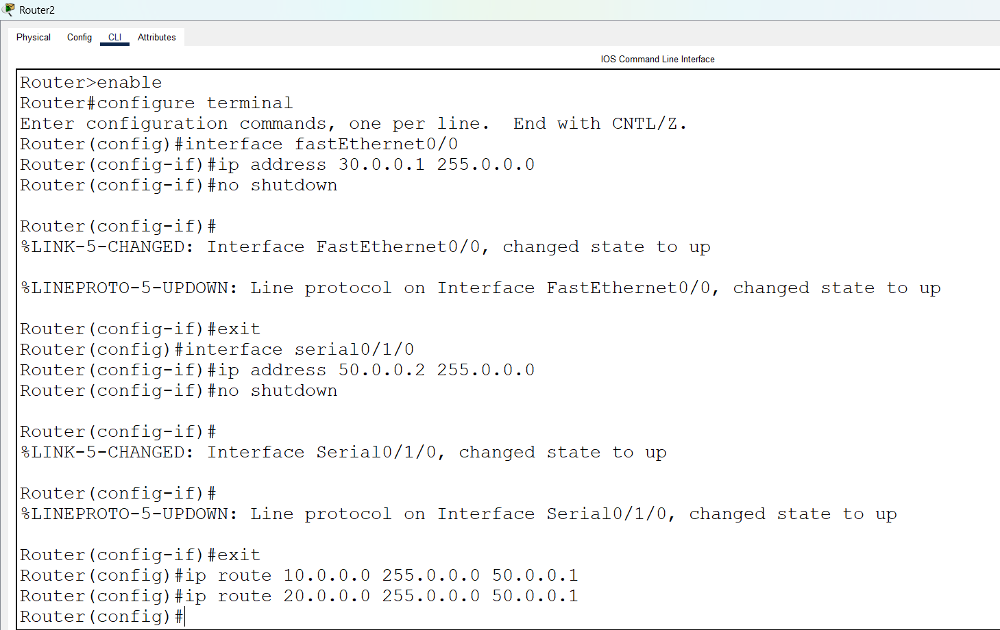 Router2
Physical Config CLI Attributes
IOS Command Line Interface
Router>enable
Router#configure terminal
Enter configuration commands, one per line.  End with CNTL/Z.
Router(config)#interface fastEthernet0/0
Router(config-if)#ip address 30.0.0.1 255.0.0.0
Router(config-if)#no shutdown
Router(config-if)#
%LINK-5-CHANGED: Interface FastEthernet0/0, changed state to up
%LINEPROTO-5-UPDOWN: Line protocol on Interface FastEthernet0/0, changed state to up
Router(config-if)#exit
Router(config)#interface serial0/1/0
Router(config-if)#ip address 50.0.0.2 255.0.0.0
Router(config-if)#no shutdown
Router(config-if)#
%LINK-5-CHANGED: Interface Serial0/1/0, changed state to up
Router(config-if)#
%LINEPROTO-5-UPDOWN: Line protocol on Interface Serial0/1/0, changed state to up
Router(config-if)#exit
Router(config)#ip route 10.0.0.0 255.0.0.0 50.0.0.1
Router(config)#ip route 20.0.0.0 255.0.0.0 50.0.0.1
Router(config)#